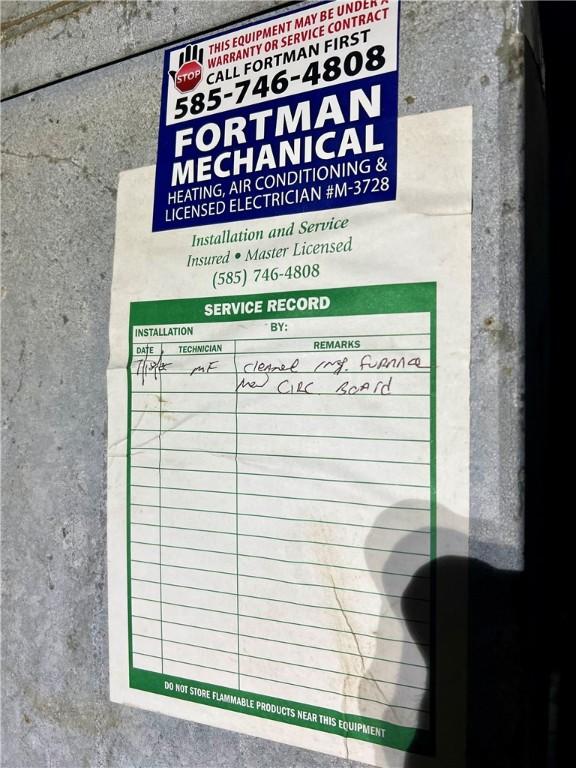 THIS EQUIPMENT MAY BE UNDER A
WARRANTY OR SERVICE CONTRACT
STOP
CALL FORTMAN FIRST
585-746-4808
FORTMAN
MECHANICAL
HEATING, AIR CONDITIONING &
LICENSED ELECTRICIAN #M-3728
Installation and Service
Insured • Master Licensed
(585) 746-4808
SERVICE RECORD
INSTALLATION BY:
DATE TECHNICIAN REMARKS
MF Cleaned FURNACE
New CIRC. BOARD
DO NOT STORE FLAMMABLE PRODUCTS NEAR THIS EQUIPMENT